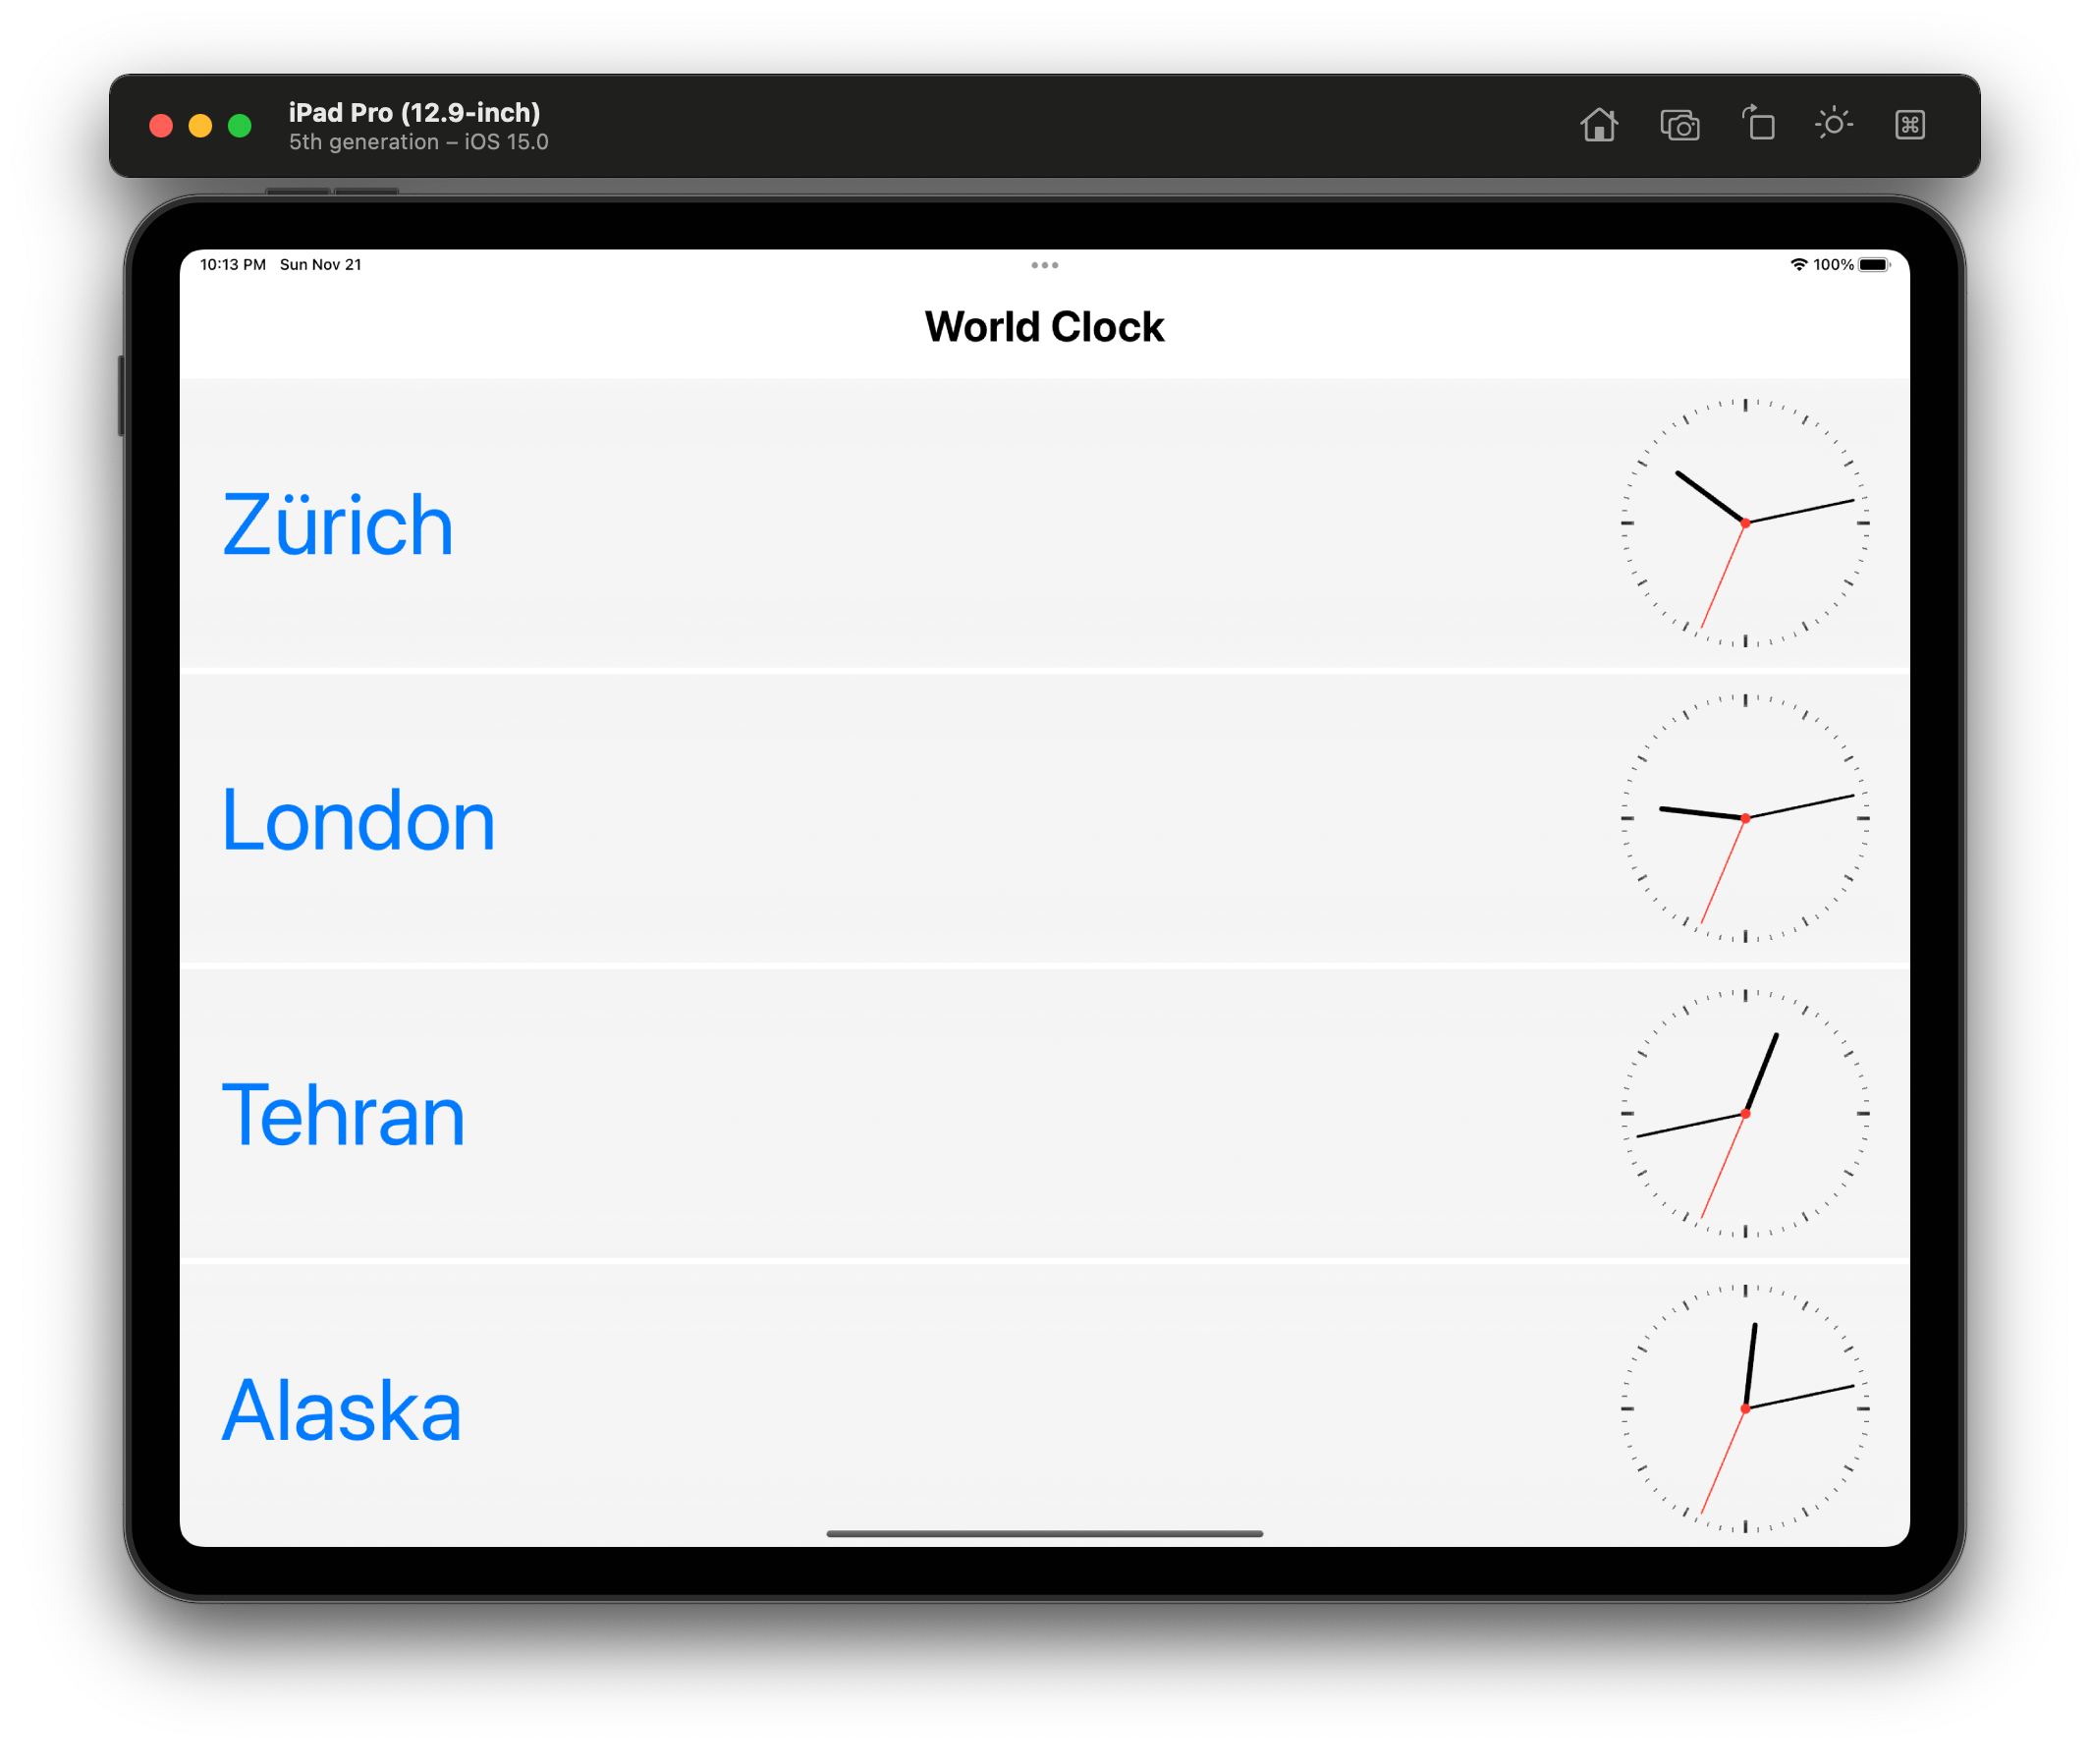 iPad Pro (12.9-inch)
5th generation – iOS 15.0
10:13 PM Sun Nov 21
100%
World Clock
Zürich
London
Tehran
Alaska